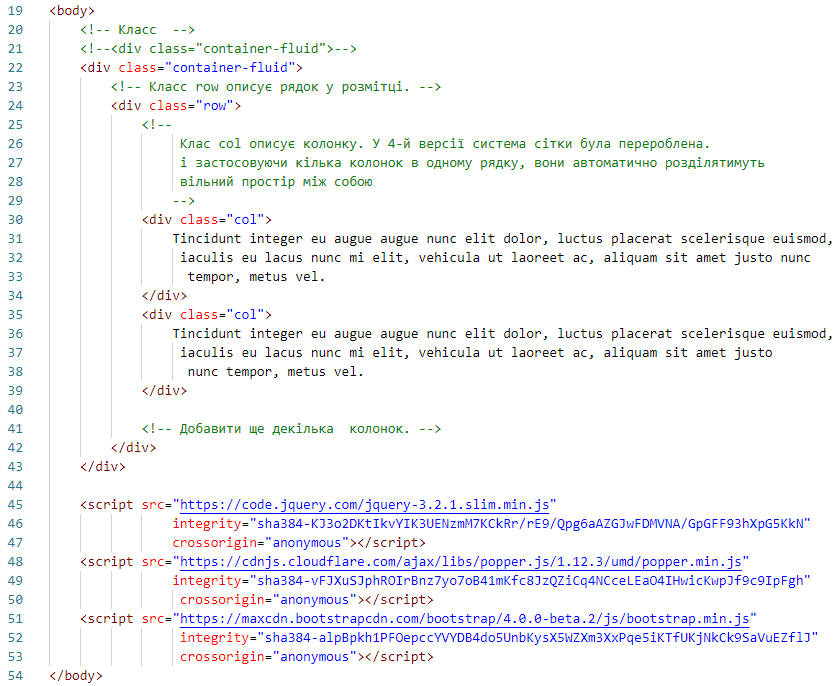 19 <body>
20 <!-- Класс -->
21 <!--<div class="container-fluid">-->
22 <div class="container-fluid">
23 <!-- Класс row описує рядок у розмітці. -->
24 <div class="row">
25 <!--
26 Клас col описує колонку. У 4-й версії система сітки була перероблена.
27 і застосовуючи кілька колонок в одному рядку, вони автоматично розділятимуть
28 вільний простір між собою
29 -->
30 <div class="col">
31 Tincidunt integer eu augue augue nunc elit dolor, luctus placerat scelerisque euismod,
32 iaculis eu lacus nunc mi elit, vehicula ut laoreet ac, aliquam sit amet justo nunc
33 tempor, metus vel.
34 </div>
35 <div class="col">
36 Tincidunt integer eu augue augue nunc elit dolor, luctus placerat scelerisque euismod,
37 iaculis eu lacus nunc mi elit, vehicula ut laoreet ac, aliquam sit amet justo
38 nunc tempor, metus vel.
39 </div>
40
41 <!-- Добавити ще декілька колонок. -->
42 </div>
43 </div>
44
45 <script src="https://code.jquery.com/jquery-3.2.1.slim.min.js"
46 integrity="sha384-KJ3o2DKtIkvYIK3UENzmM7KCkRr/rE9/Qpg6aAZGJwFDMVNA/GpGFF93hXpG5KkN"
47 crossorigin="anonymous"></script>
48 <script src="https://cdnjs.cloudflare.com/ajax/libs/popper.js/1.12.3/umd/popper.min.js"
49 integrity="sha384-vFJXuSJphROIrBnz7yo7oB41mKfc8JzQZiCq4NCceLEaO4IHwicKwpJf9c9IpFgh"
50 crossorigin="anonymous"></script>
51 <script src="https://maxcdn.bootstrapcdn.com/bootstrap/4.0.0-beta.2/js/bootstrap.min.js"
52 integrity="sha384-alpBpkh1PFOepccYVYDB4do5UnbKysX5WZXm3XxPqe5iKTfUKjNkCk9SaVuEZflJ"
53 crossorigin="anonymous"></script>
54 </body>